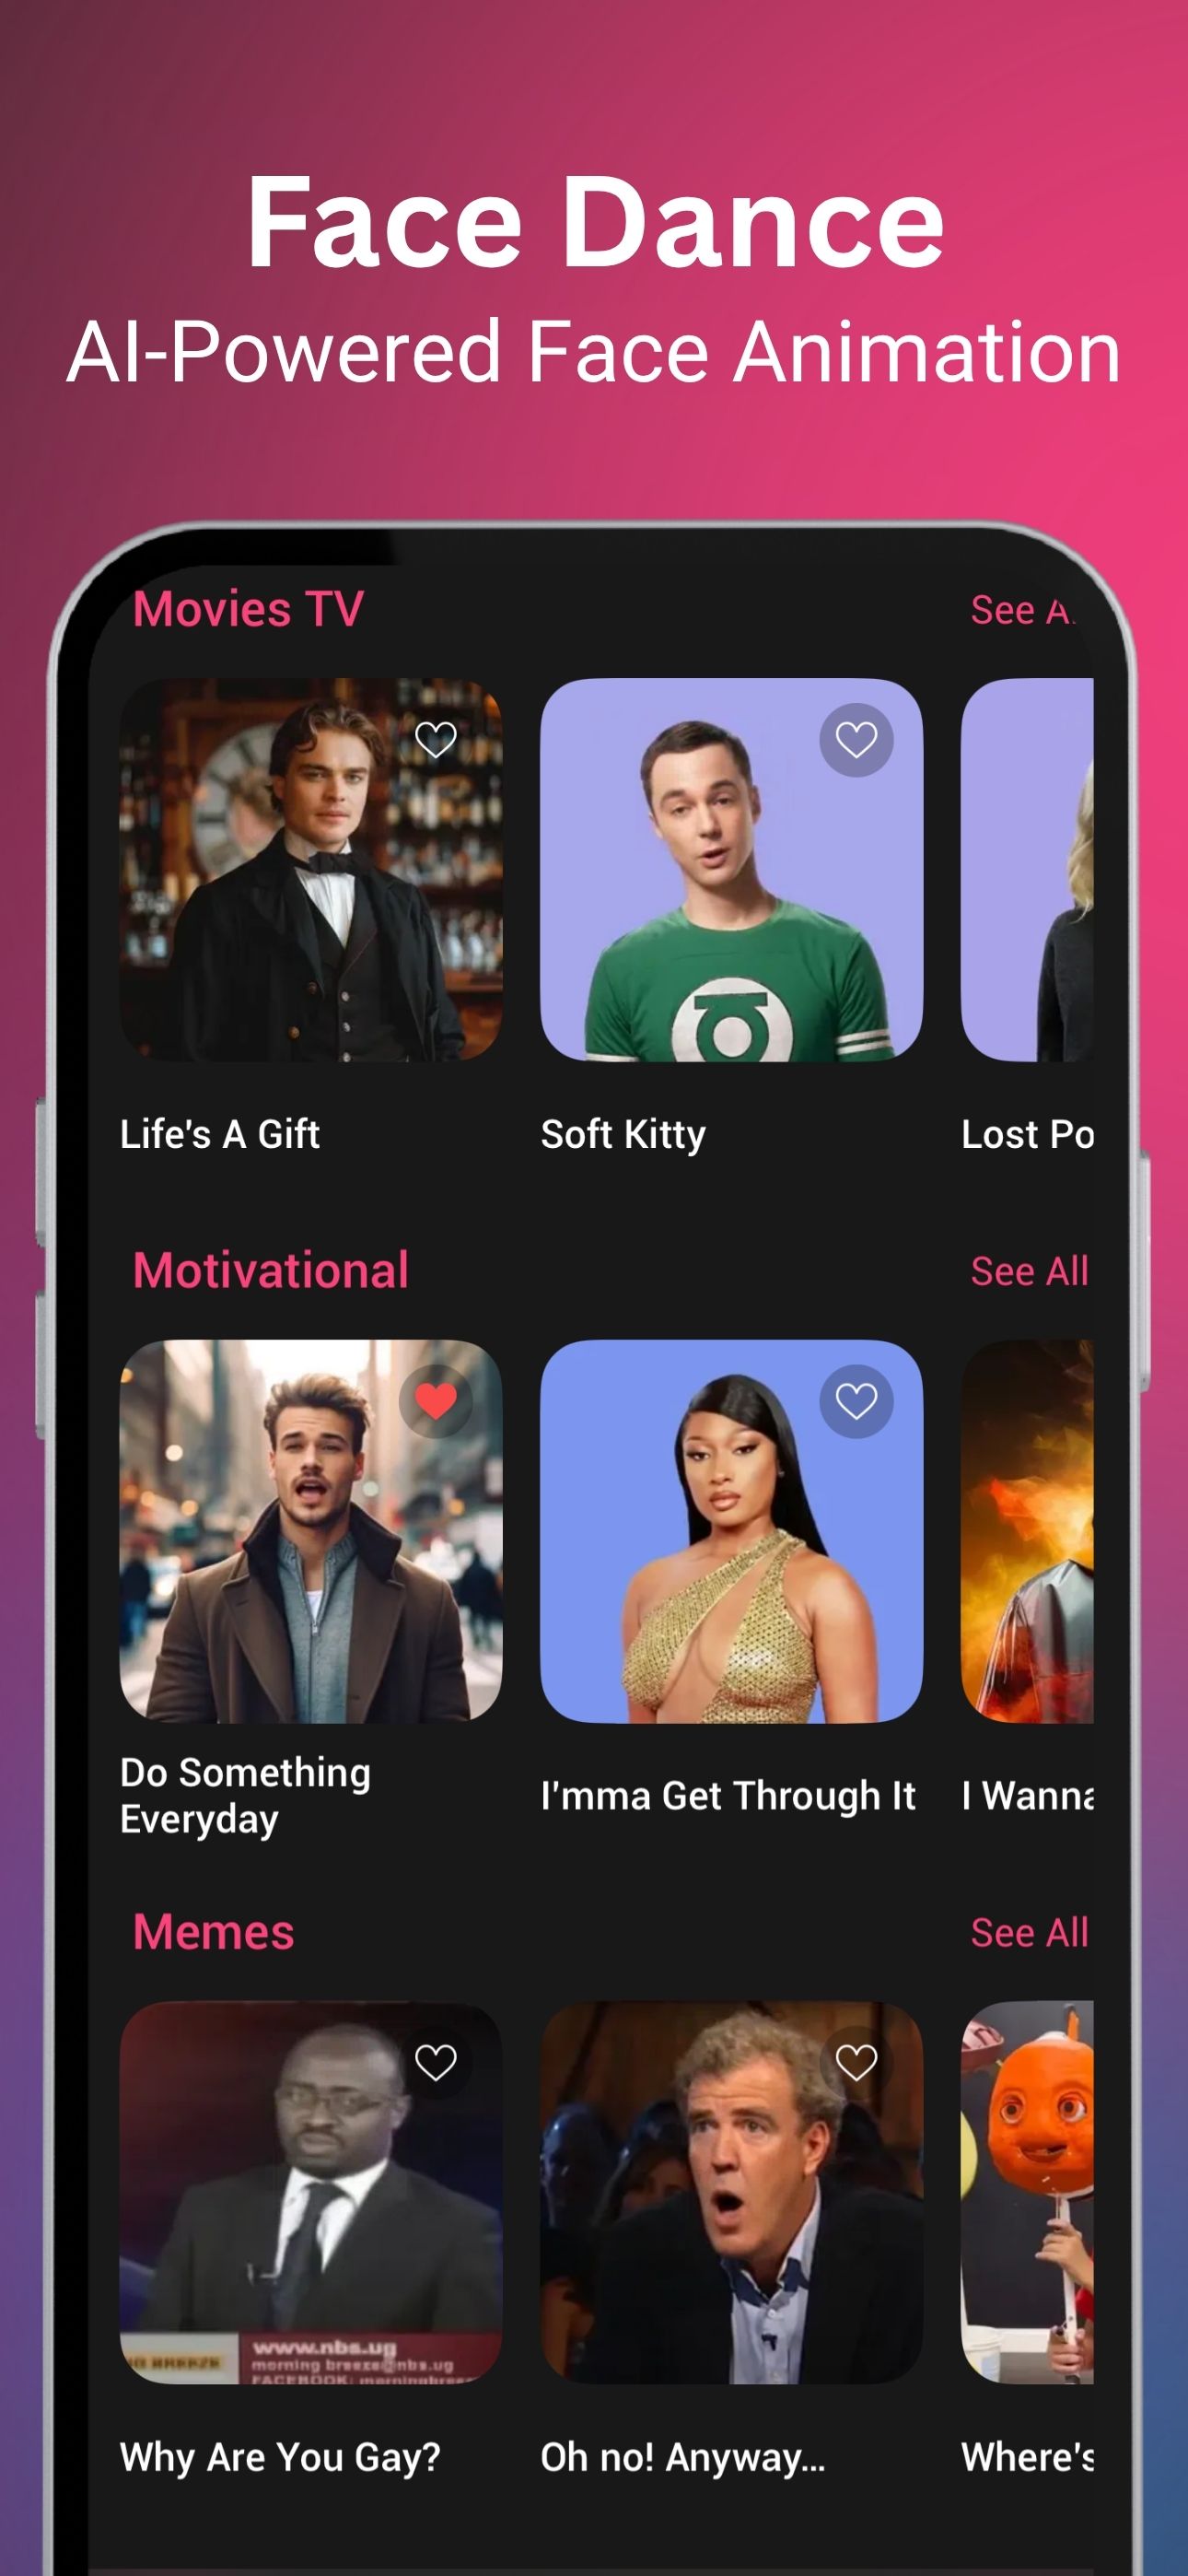 Face Dance
AI-Powered Face Animation
Movies TV
See A
Life's A Gift
Soft Kitty
Lost Po
Motivational
See All
Do Something
Everyday
I'mma Get Through It
I Wanna
Memes
See All
www.nbs.ug
morning breeze@nbs.ug
FACEBOOK: morningbree
Why Are You Gay?
Oh no! Anyway...
Where's